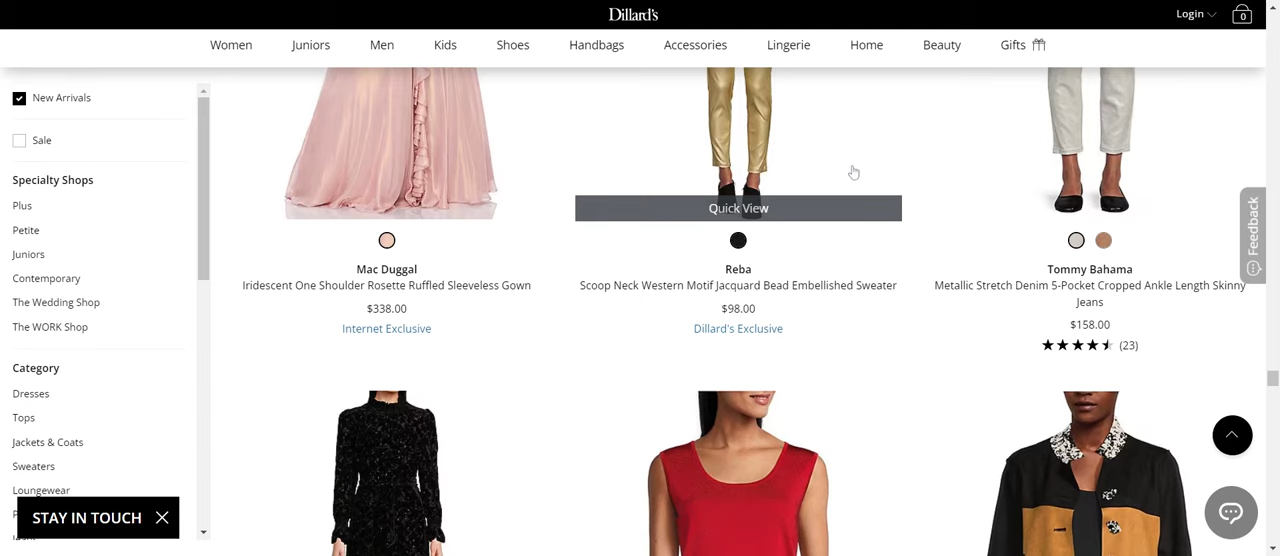 Dillard's
Login
0
Women
Juniors
Men
Kids
Shoes
Handbags
Accessories
Lingerie
Home
Beauty
Gifts
New Arrivals
Sale
Specialty Shops
Plus
Petite
Juniors
Contemporary
The Wedding Shop
The WORK Shop
Category
Dresses
Tops
Jackets & Coats
Sweaters
Loungewear
STAY IN TOUCH
Quick View
Mac Duggal
Iridescent One Shoulder Rosette Ruffled Sleeveless Gown
$338.00
Internet Exclusive
Reba
Scoop Neck Western Motif Jacquard Bead Embellished Sweater
$98.00
Dillard's Exclusive
Tommy Bahama
Metallic Stretch Denim 5-Pocket Cropped Ankle Length Skinny
Jeans
$158.00
(23)
Feedback